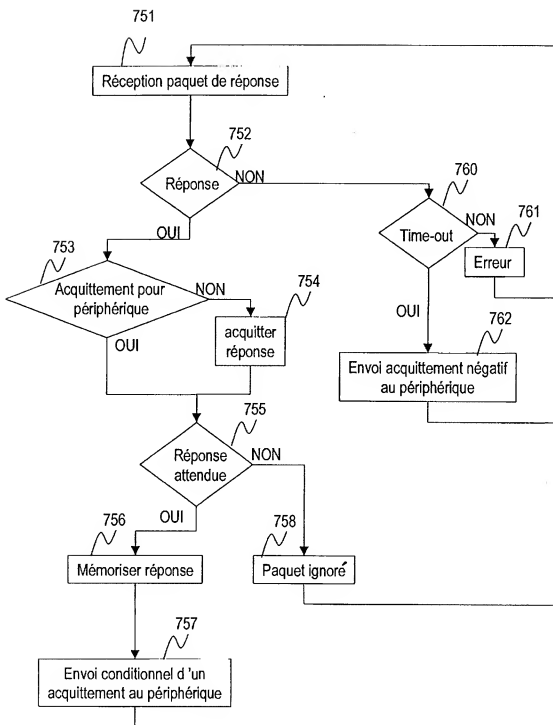 751
Réception paquet de réponse
752
Réponse
NON
760
Time-out
NON
761
Erreur
OUI
753
Acquittement pour
périphérique
NON
754
acquitter
réponse
OUI
OUI
762
Envoi acquittement négatif
au périphérique
755
Réponse
attendue
NON
OUI
756
Mémoriser réponse
758
Paquet ignoré
757
Envoi conditionnel d 'un
acquittement au périphérique